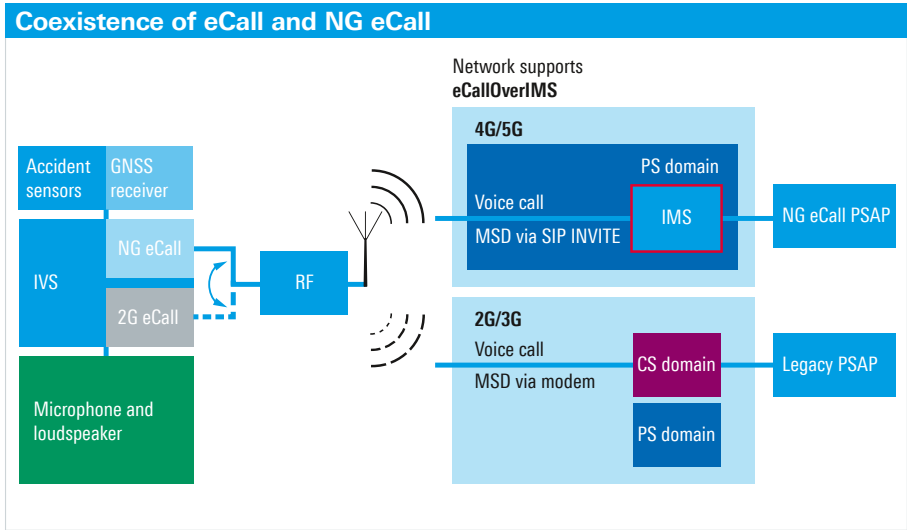 Coexistence of eCall and NG eCall
Network supports
eCallOverIMS
4G/5G
PS domain
Accident
sensors
GNSS
receiver
Voice call
MSD via SIP INVITE
IMS
NG eCall PSAP
NG eCall
IVS
2G eCall
RF
2G/3G
Voice call
MSD via modem
CS domain
Legacy PSAP
PS domain
Microphone and
loudspeaker